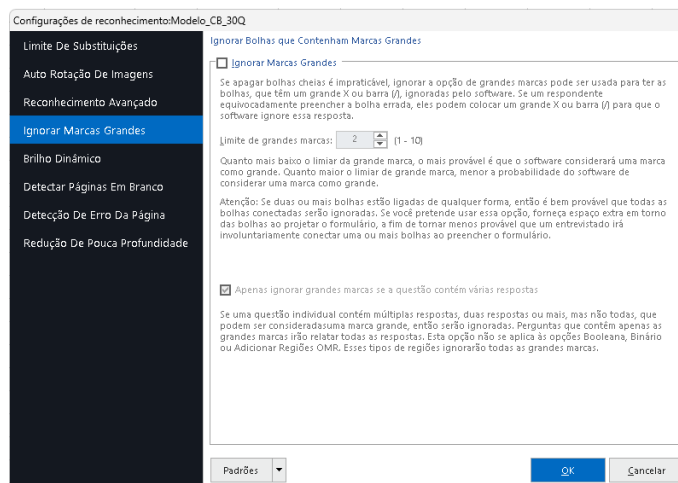 Configurações de reconhecimento:Modelo_CB_30Q
Limite De Substituições
Auto Rotação De Imagens
Reconhecimento Avançado
Ignorar Marcas Grandes
Brilho Dinâmico
Detectar Páginas Em Branco
Detecção De Erro Da Página
Redução De Pouca Profundidade
Ignorar Bolhas que Contenham Marcas Grandes
Ignorar Marcas Grandes
Se apagar bolhas cheias é impraticável, ignorar a opção de grandes marcas pode ser usada para ter as
bolhas, que têm um grande X ou barra (/), ignoradas pelo software. Se um respondente
equivocadamente preencher a bolha errada, eles podem colocar um grande X ou barra (/) para que o
software ignore essa resposta.
Limite de grandes marcas: 2 (1 - 10)
Quanto mais baixo o limiar da grande marca, o mais provável é que o software considerará uma marca
como grande. Quanto maior o limiar de grande marca, menor a probabilidade do software de
considerar uma marca como grande.
Atenção: Se duas ou mais bolhas estão ligadas de qualquer forma, então é bem provável que todas as
bolhas conectadas serão ignoradas. Se você pretende usar essa opção, forneça espaço extra em torno
das bolhas ao projetar o formulário, a fim de tornar menos provável que um entrevistado irá
involuntariamente conectar uma ou mais bolhas ao preencher o formulário.
Apenas ignorar grandes marcas se a questão contém várias respostas
Se uma questão individual contém múltiplas respostas, duas respostas ou mais, mas não todas, que
podem ser consideradasuma marca grande, então serão ignoradas. Perguntas que contêm apenas as
grandes marcas irão relatar todas as respostas. Esta opção não se aplica às opções Booleana, Binário
ou Adicionar Regiões OMR. Esses tipos de regiões ignorarão todas as grandes marcas.
Padrões
OK
Cancelar